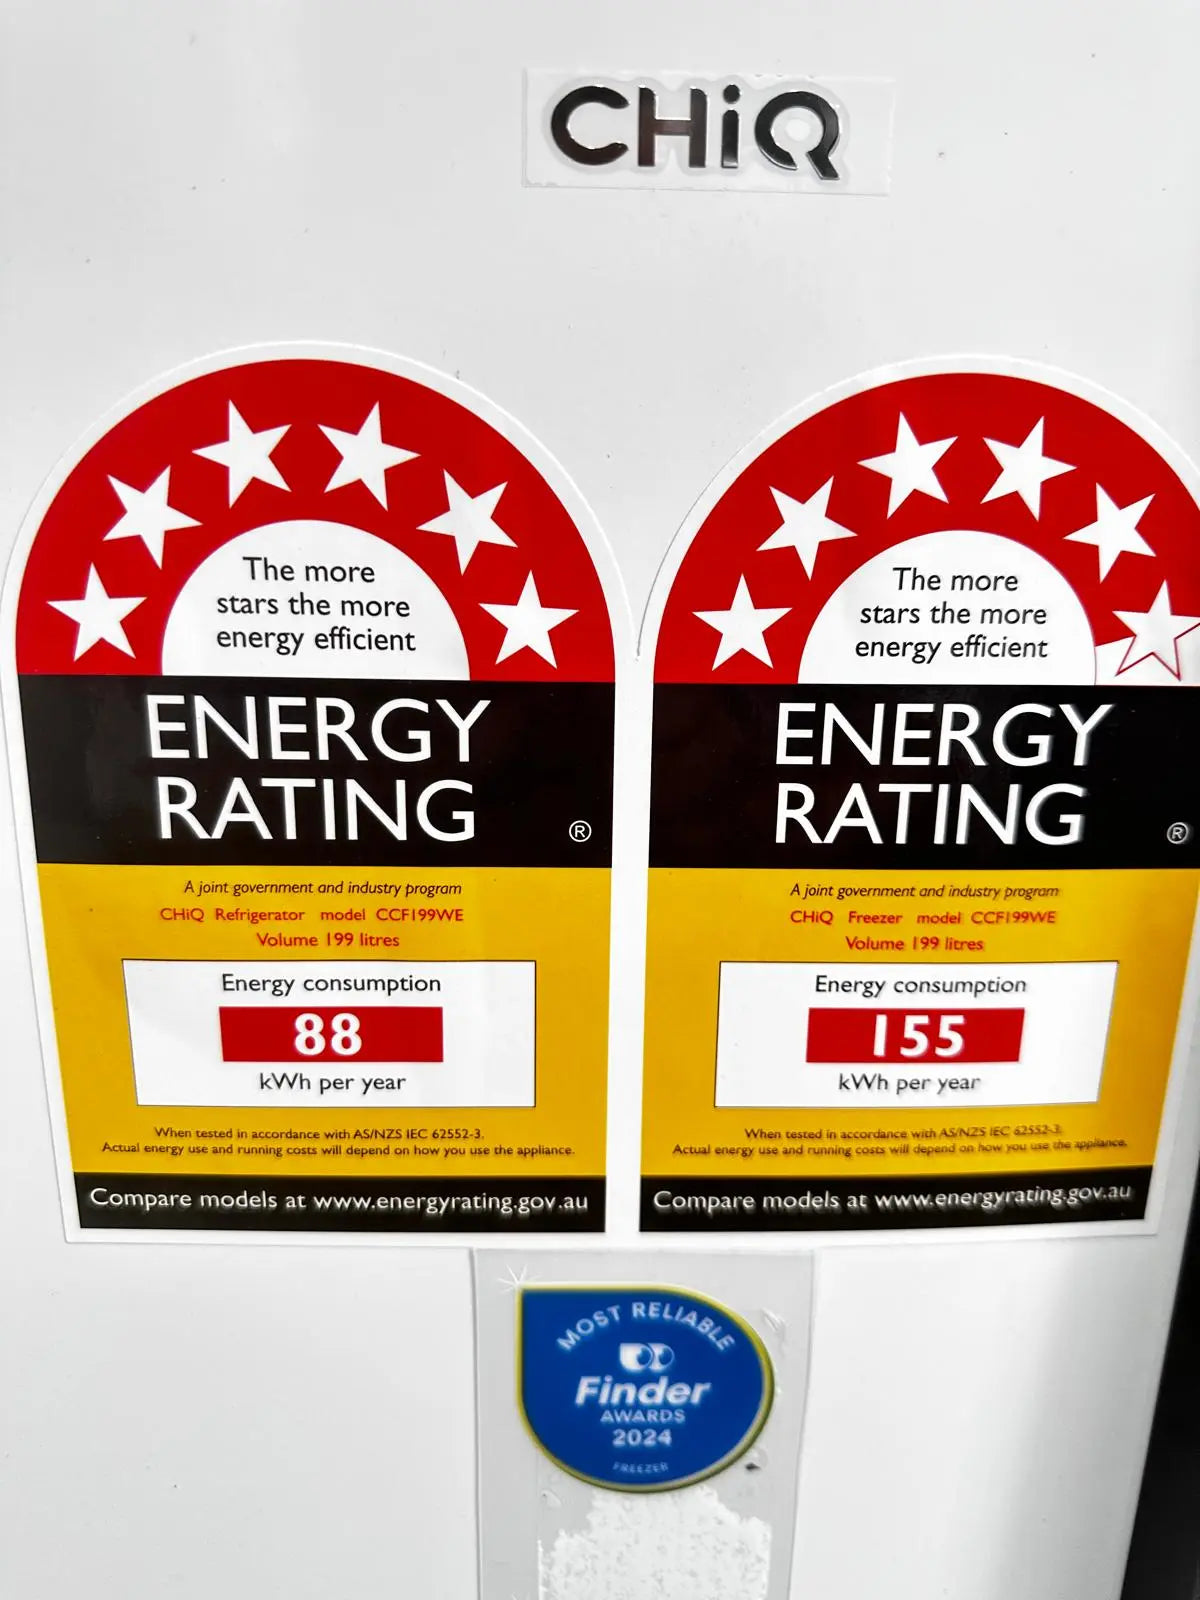 CHiQ
The more
stars the more
energy efficient
ENERGY
RATING
®
A joint government and industry program
CHiQ Refrigerator model CCF199WE
Volume 199 litres
Energy consumption
88
kWh per year
When tested in accordance with AS/NZS IEC 62552-3.
Actual energy use and running costs will depend on how you use the appliance.
Compare models at www.energyrating.gov.au
The more
stars the more
energy efficient
ENERGY
RATING
®
A joint government and industry program
CHiQ Freezer model CCF199WE
Volume 199 litres
Energy consumption
155
kWh per year
When tested in accordance with AS/NZS IEC 62552-3.
Actual energy use and running costs will depend on how you use the appliance.
Compare models at www.energyrating.gov.au
MOST RELIABLE
Finder
AWARDS
2024
FREEZER